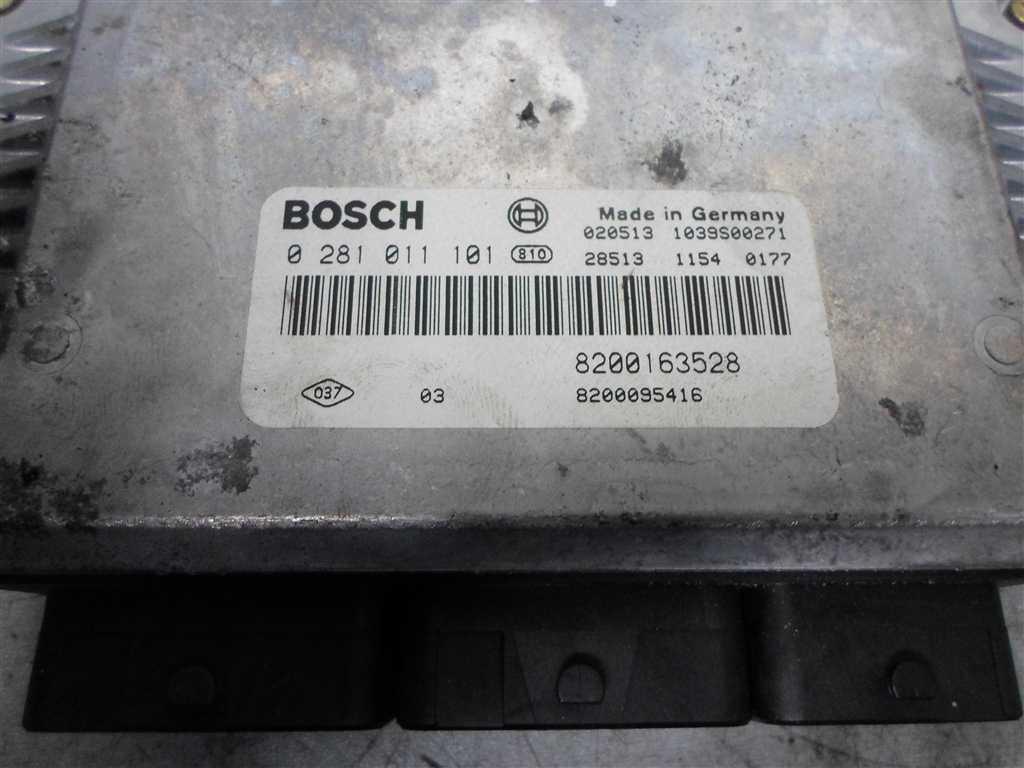 BOSCH Made in Germany
020513 1039S00271
0 281 011 101 810 28513 1154 0177
8200163528
037 03 8200095416